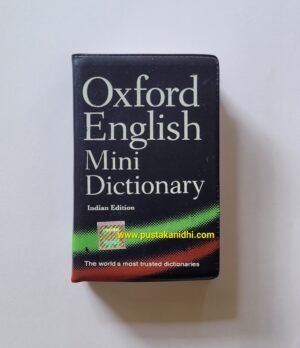 Oxford
English
Mini
Dictionary
Indian Edition
www.pustakanidhi.com
The world's most trusted dictionaries